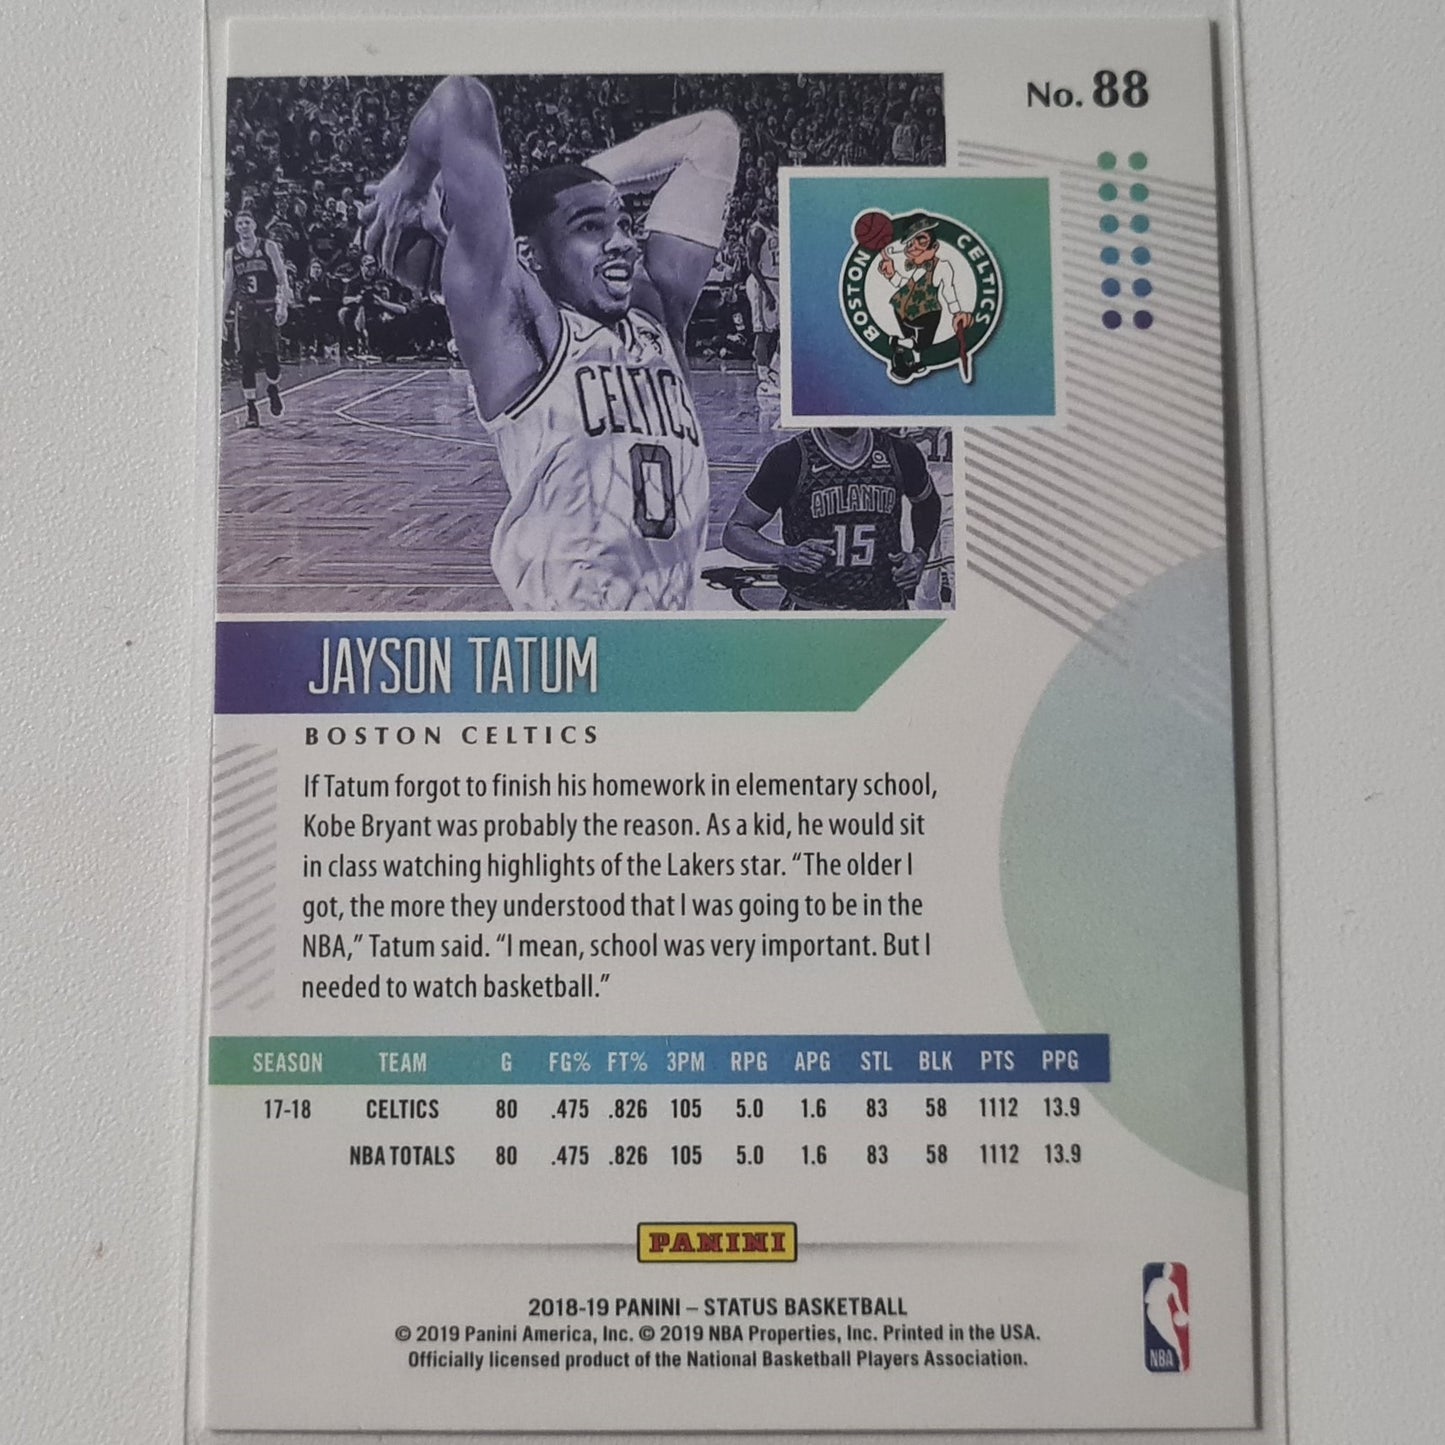 No. 88
BOSTON CELTICS
3
CELTICS
0
11
ATLANTA
15
JAYSON TATUM
BOSTON CELTICS
If Tatum forgot to finish his homework in elementary school,
Kobe Bryant was probably the reason. As a kid, he would sit
in class watching highlights of the Lakers star. “The older I
got, the more they understood that I was going to be in the
NBA,” Tatum said. “I mean, school was very important. But I
needed to watch basketball.”
SEASON TEAM G FG% FT% 3PM RPG APG STL BLK PTS PPG
17-18 CELTICS 80 .475 .826 105 5.0 1.6 83 58 1112 13.9
NBA TOTALS 80 .475 .826 105 5.0 1.6 83 58 1112 13.9
PANINI
2018-19 PANINI – STATUS BASKETBALL
© 2019 Panini America, Inc. © 2019 NBA Properties, Inc. Printed in the USA.
Officially licensed product of the National Basketball Players Association.
NBA